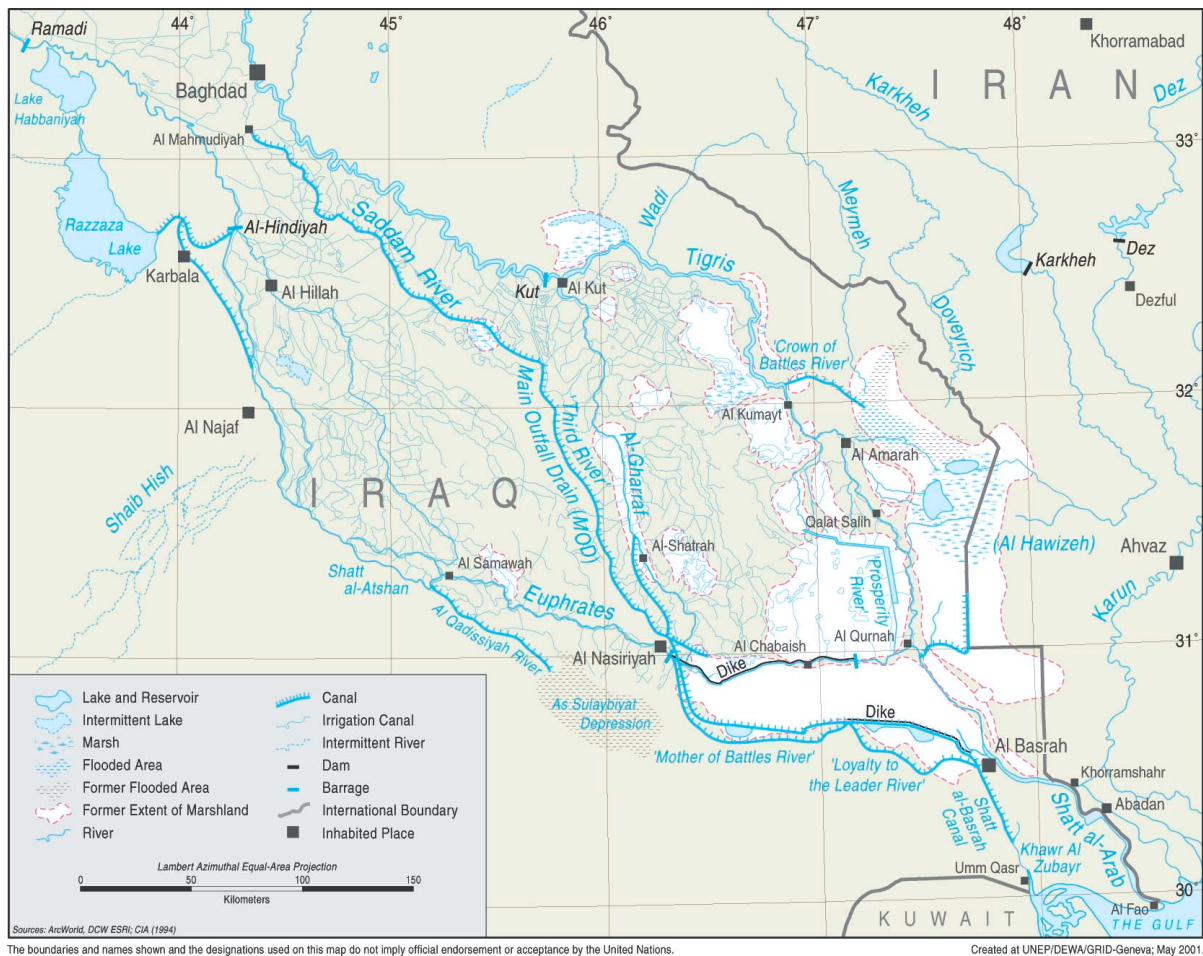 44°
45°
46°
47°
48°
Ramadi
Khorramabad
Baghdad
IRAN
Karkheh
Dez
Lake
Habbaniyah
Al Mahmudiyah
33°
Meymeh
Wadi
Razzaza
Lake
Al-Hindiyah
Saddam River
Tigris
Dez
Karkheh
Karbala
Al Hillah
Kut
Al Kut
Dezful
Doveyrich
'Crown of
Battles River'
32°
Al Najaf
Main Outfall Drain (MOD)
'Third River'
Al-Gharraf
Al Kumayt
Al Amarah
Shaib Hish
IRAQ
Qalat Salih
(Al Hawizeh)
Ahvaz
Al-Shatrah
Al Samawah
Shatt
al-Atshan
Euphrates
'Prosperity
River'
Karun
Al Qadissiyah River
31°
Al Nasiriyah
Al Chabaish
Al Qurnah
Dike
As Sulaybiyat
Depression
Dike
Al Basrah
'Mother of Battles River'
'Loyalty to
the Leader River'
Khorramshahr
Abadan
Shatt
al-Basrah
Canal
Shatt al-Arab
Khawr Al
Zubayr
Umm Qasr
30°
Al Fao
KUWAIT
THE GULF
Lake and Reservoir
Intermittent Lake
Marsh
Flooded Area
Former Flooded Area
Former Extent of Marshland
River
Canal
Irrigation Canal
Intermittent River
Dam
Barrage
International Boundary
Inhabited Place
Lambert Azimuthal Equal-Area Projection
0 50 100 150
Kilometers
Sources: ArcWorld, DCW ESRI; CIA (1994)
The boundaries and names shown and the designations used on this map do not imply official endorsement or acceptance by the United Nations.
Created at UNEP/DEWA/GRID-Geneva; May 2001.